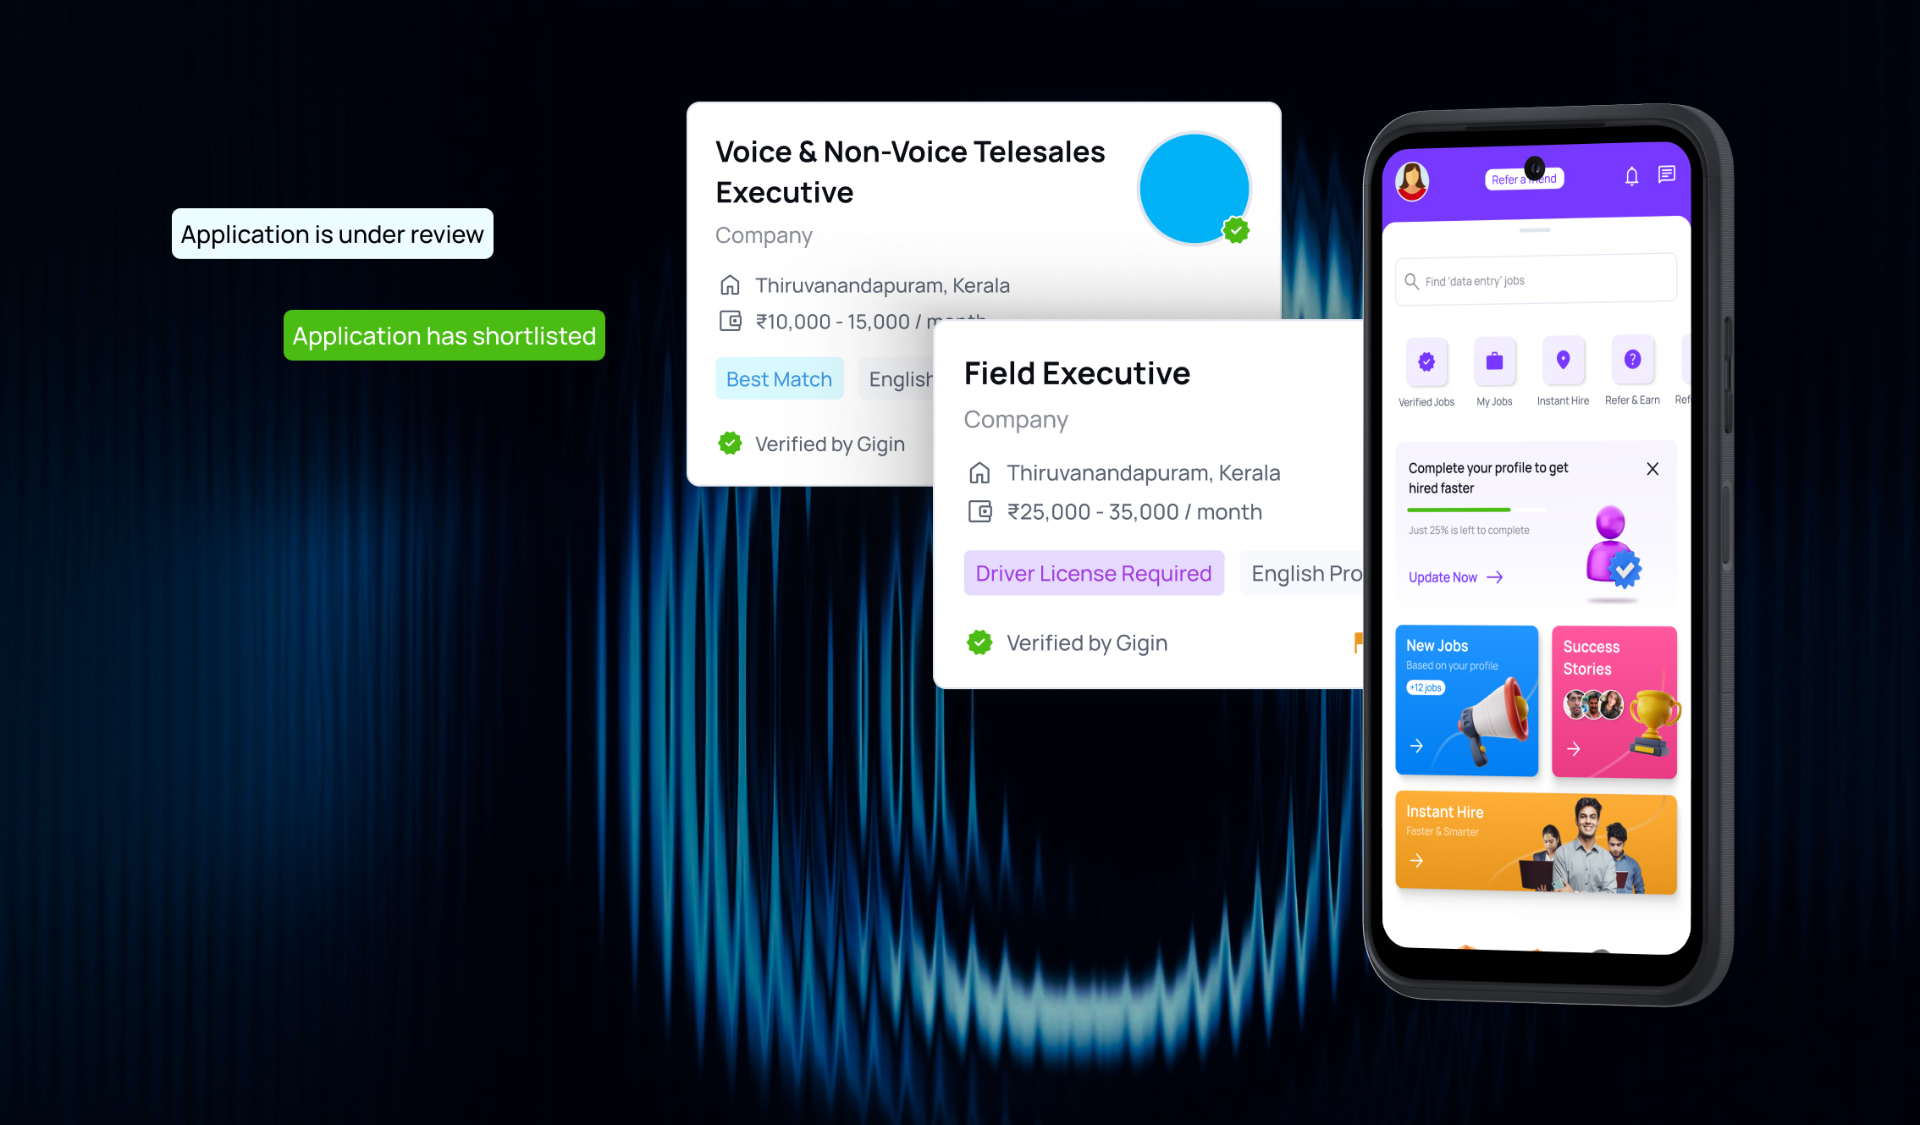 Application is under review
Application has shortlisted
Voice & Non-Voice Telesales
Executive
Company
Thiruvanandapuram, Kerala
₹10,000 - 15,000 / month
Best Match
English
Verified by Gigin
Field Executive
Company
Thiruvanandapuram, Kerala
₹25,000 - 35,000 / month
Driver License Required
English Pro
Verified by Gigin
Refer a friend
Find 'data entry' jobs
Verified Jobs
My Jobs
Instant Hire
Refer & Earn
Ref
Complete your profile to get
hired faster
Just 25% is left to complete
Update Now
New Jobs
Based on your profile
+12 jobs
Success
Stories
Instant Hire
Faster & Smarter